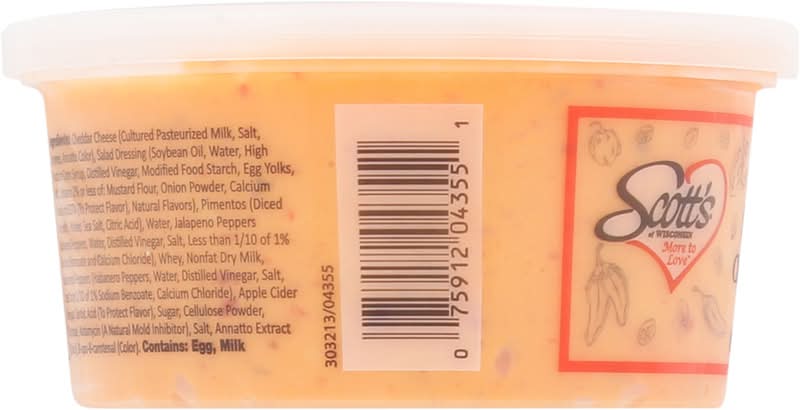 Cheddar Cheese (Cultured Pasteurized Milk, Salt,
Annatto Color), Salad Dressing (Soybean Oil, Water, High
Syrup, Distilled Vinegar, Modified Food Starch, Egg Yolks,
2% or less of: Mustard Flour, Onion Powder, Calcium
Protect Flavor), Natural Flavors), Pimentos (Diced
Sea Salt, Citric Acid), Water, Jalapeno Peppers
Peppers, Water, Distilled Vinegar, Salt, Less than 1/10 of 1%
and Calcium Chloride), Whey, Nonfat Dry Milk,
(Habanero Peppers, Water, Distilled Vinegar, Salt,
of 1% Sodium Benzoate, Calcium Chloride), Apple Cider
Acid (To Protect Flavor), Sugar, Cellulose Powder,
(A Natural Mold Inhibitor), Salt, Annatto Extract
(Color). Contains: Egg, Milk
303213/04355
0 75912 04355 1
Scott's
of WISCONSIN
More to
Love